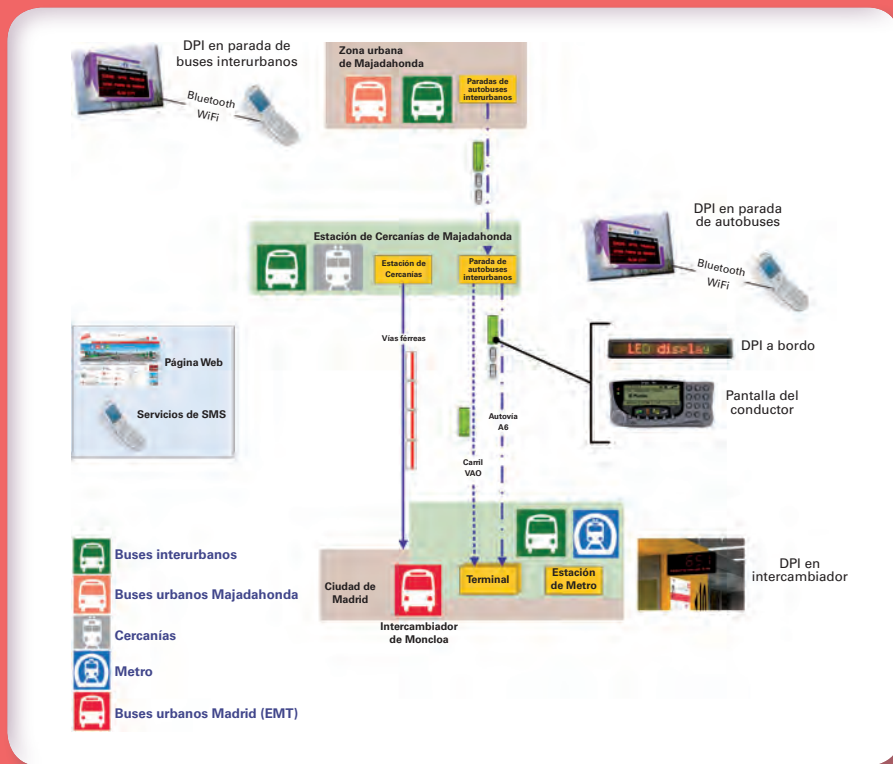 DPI en parada de
buses interurbanos
Bluetooth
WiFi
Zona urbana
de Majadahonda
Paradas de
autobuses
interurbanos
Estación de Cercanías de Majadahonda
Estación de
Cercanías
Parada de
autobuses
interurbanos
DPI en parada
de autobuses
Bluetooth
WiFi
Página Web
Servicios de SMS
Vías férreas
Autovía
A6
Carril
VAO
LED display
DPI a bordo
Pantalla del
conductor
Buses interurbanos
Buses urbanos Majadahonda
Cercanías
Metro
Buses urbanos Madrid (EMT)
Ciudad de
Madrid
Intercambiador
de Moncloa
Terminal
Estación
de Metro
DPI en
intercambiador